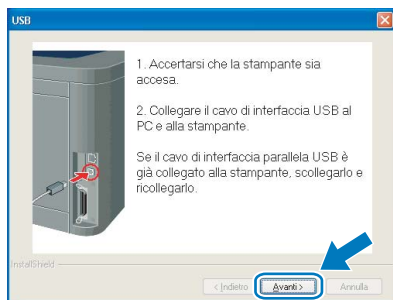 USB
1. Accertarsi che la stampante sia
accesa.
2. Collegare il cavo di interfaccia USB al
PC e alla stampante.
Se il cavo di interfaccia parallela USB è
già collegato alla stampante, scollegarlo e
ricollegarlo.
InstallShield
< Indietro Avanti > Annulla